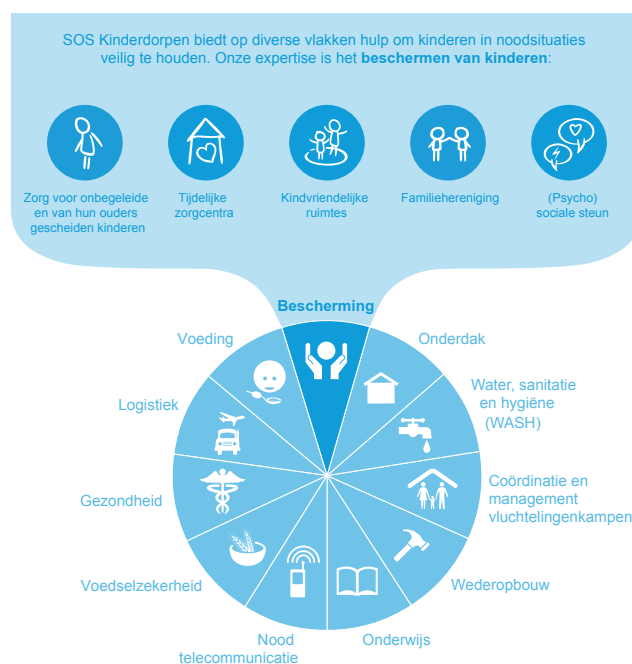 SOS Kinderdorpen biedt op diverse vlakken hulp om kinderen in noodsituaties
veilig te houden. Onze expertise is het beschermen van kinderen:
Zorg voor onbegeleide
en van hun ouders
gescheiden kinderen
Tijdelijke
zorgcentra
Kindvriendelijke
ruimtes
Familiehereniging
(Psycho)
sociale steun
Bescherming
Voeding
Onderdak
Water, sanitatie
en hygiëne
(WASH)
Logistiek
Coördinatie en
management
vluchtelingenkampen
Gezondheid
Wederopbouw
Voedselzekerheid
Onderwijs
Nood
telecommunicatie